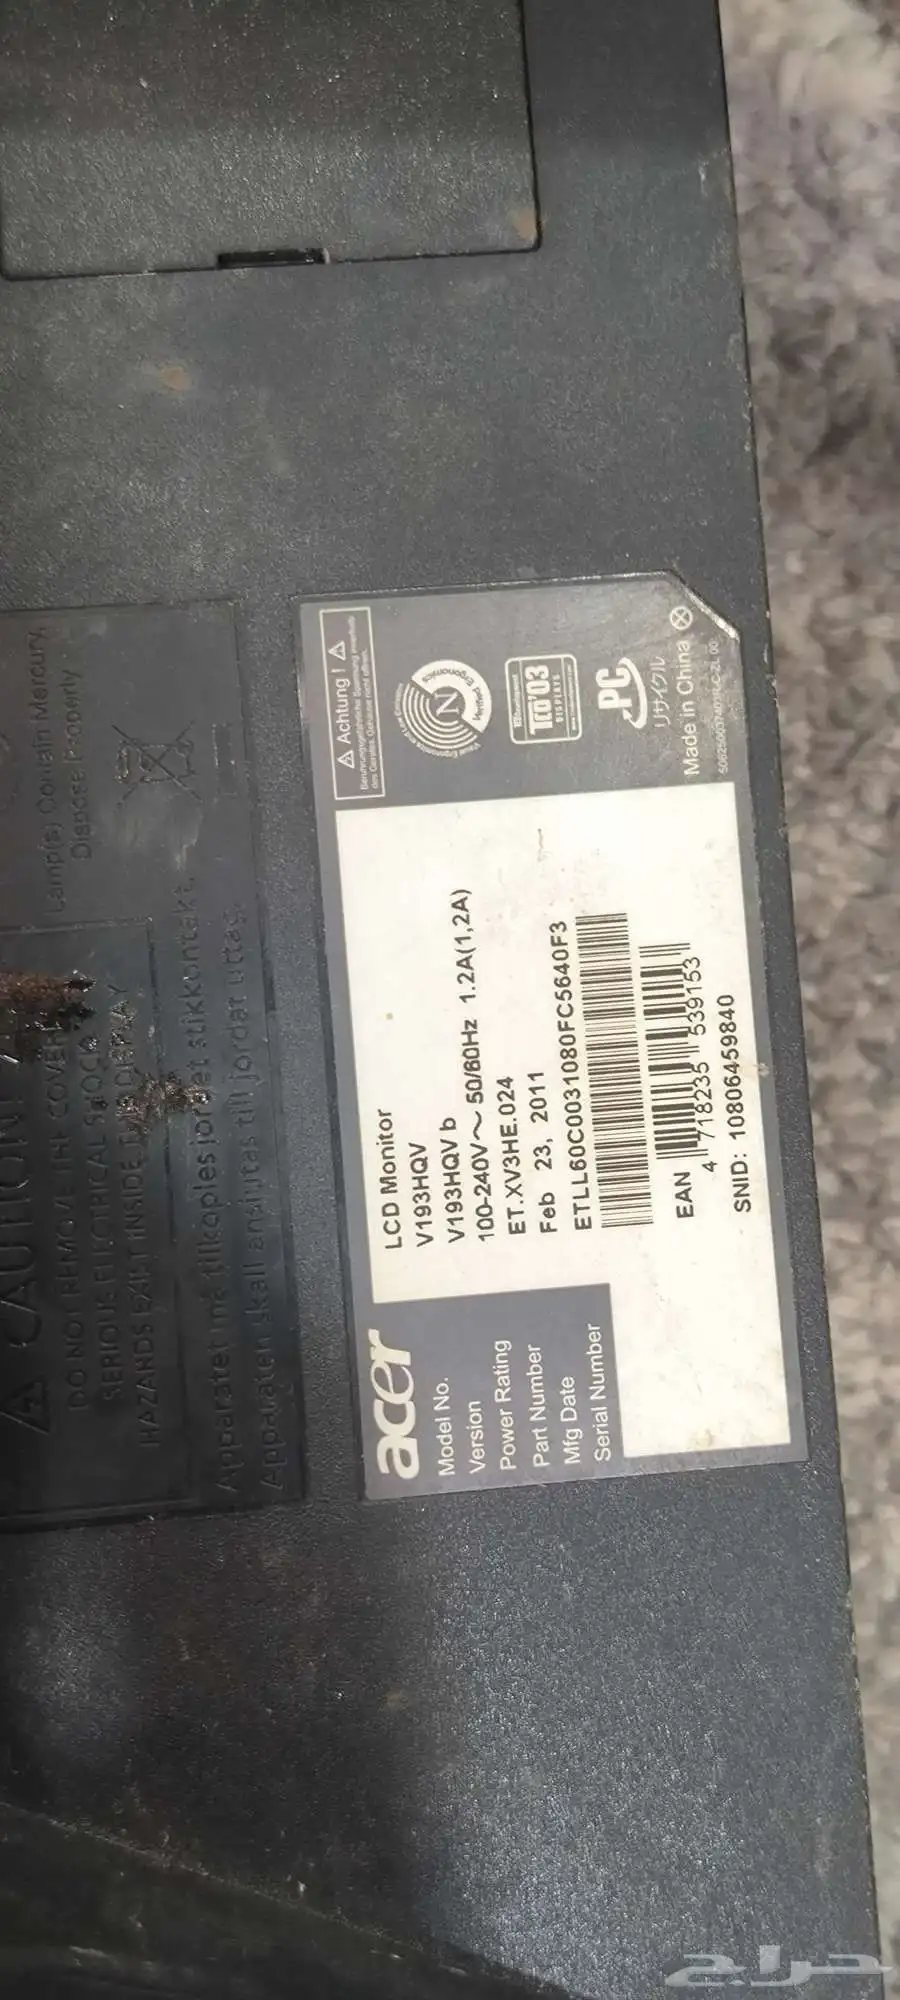 acer
LCD Monitor
Model No. V193HQV
Version V193HQV b
Power Rating 100-240V~ 50/60Hz 1.2A(1,2A)
Part Number ET.XV3HE.024
Mfg Date Feb 23, 2011
Serial Number ETLL60C0031080FC5640F3
EAN
4 718235 539153
SNID: 10806459840
Achtung !
N
Ergonomics
TCO'03
DISPLAYS
PC
リサイクル
Made in China
CAUTION
DO NOT REMOVE THE COVER
SERIOUS ELECTRICAL SHOCK
HAZARDS EXIT INSIDE THE DISPLAY
Lamp(s) Contain Mercury,
Dispose Properly
Apparatet må tilkoples jordet stikkontakt.
Apparaten skall anslutas till jordat uttag.
حراج